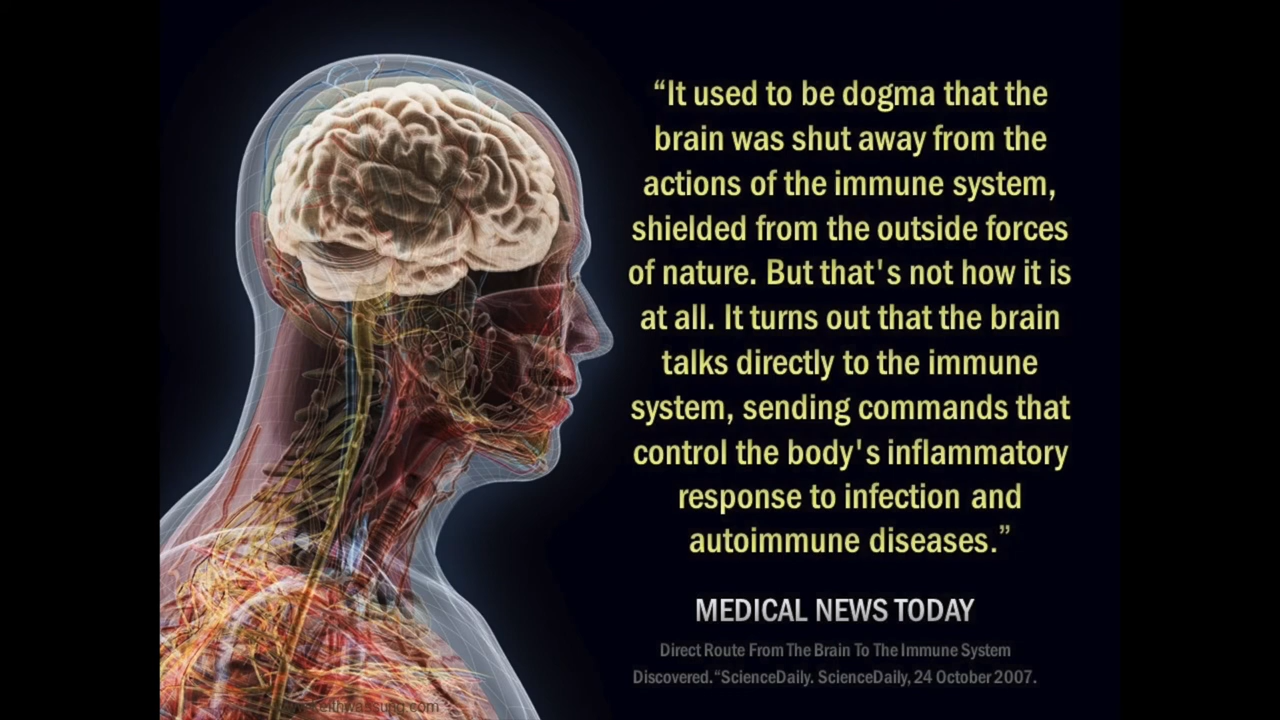 “It used to be dogma that the
brain was shut away from the
actions of the immune system,
shielded from the outside forces
of nature. But that's not how it is
at all. It turns out that the brain
talks directly to the immune
system, sending commands that
control the body's inflammatory
response to infection and
autoimmune diseases.”
MEDICAL NEWS TODAY
Direct Route From The Brain To The Immune System
Discovered.“ScienceDaily. ScienceDaily, 24 October 2007.
keithwassung.com